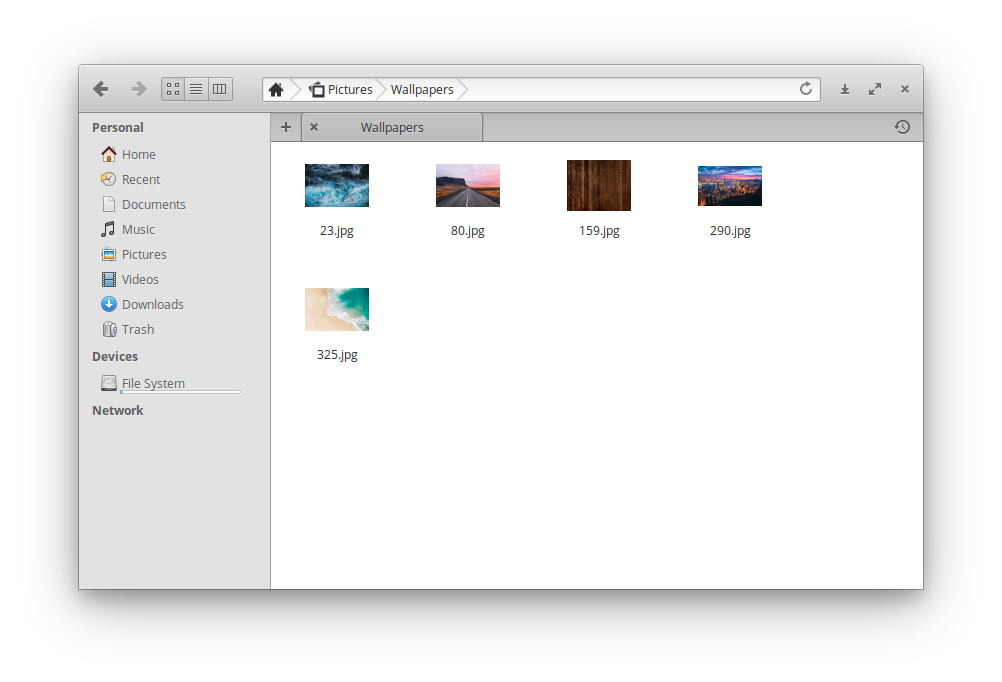 Pictures Wallpapers
Personal
Home
Recent
Documents
Music
Pictures
Videos
Downloads
Trash
Devices
File System
Network
Wallpapers
23.jpg 80.jpg 159.jpg 290.jpg
325.jpg